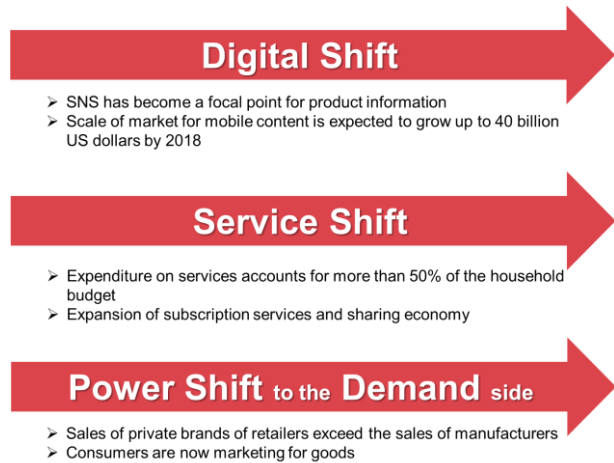 Digital Shift
➢ SNS has become a focal point for product information
➢ Scale of market for mobile content is expected to grow up to 40 billion
US dollars by 2018
Service Shift
➢ Expenditure on services accounts for more than 50% of the household
budget
➢ Expansion of subscription services and sharing economy
Power Shift to the Demand side
➢ Sales of private brands of retailers exceed the sales of manufacturers
➢ Consumers are now marketing for goods